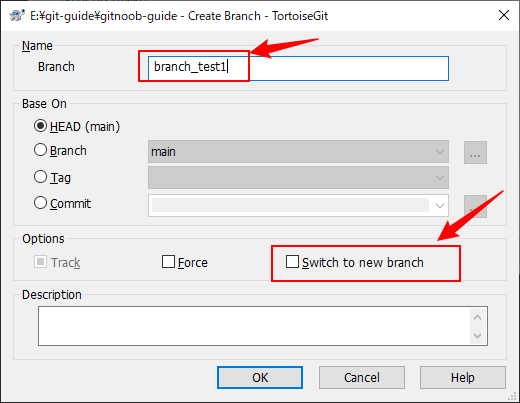 E:¥git-guide¥gitnoob-guide - Create Branch - TortoiseGit
Name
Branch branch_test1
Base On
HEAD (main)
Branch main ...
Tag
Commit ...
Options
Track Force Switch to new branch
Description
OK Cancel Help